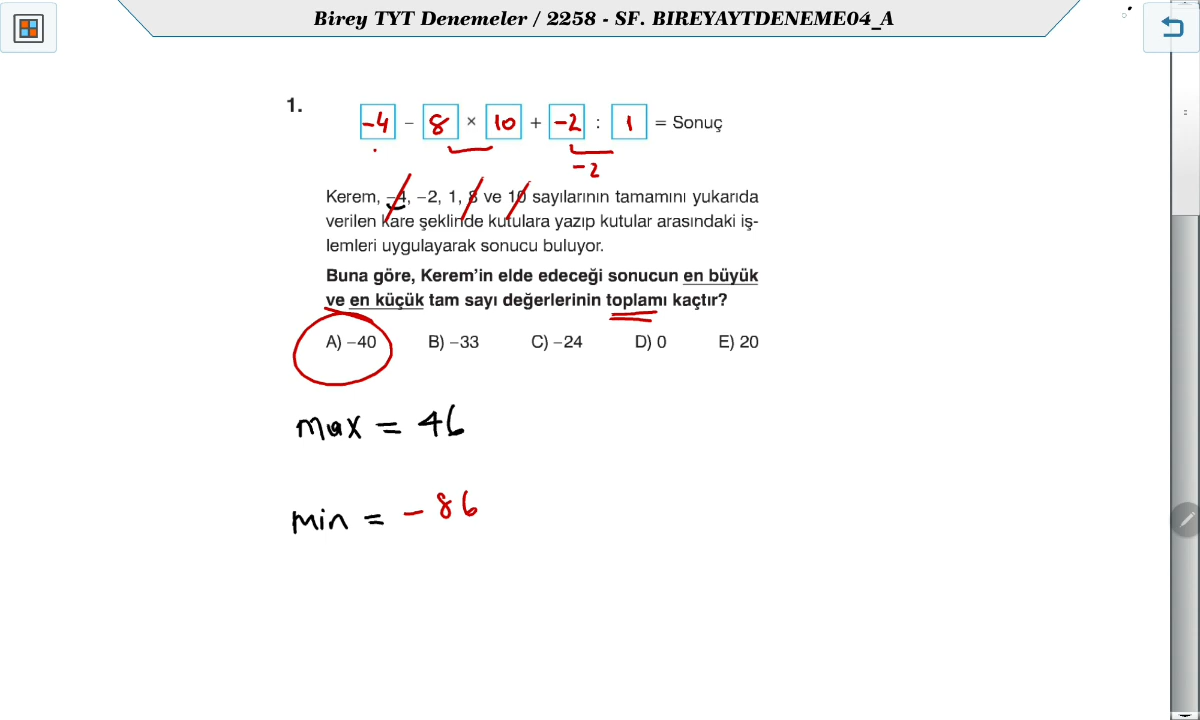 Birey TYT Denemeler / 2258 - SF. BIREYAYTDENEME04_A
1.
-4 − 8 × 10 + -2 : 1 = Sonuç
-2
Kerem, −4, −2, 1, 8 ve 10 sayılarının tamamını yukarıda
verilen kare şeklinde kutulara yazıp kutular arasındaki iş-
lemleri uygulayarak sonucu buluyor.
Buna göre, Kerem'in elde edeceği sonucun en büyük
ve en küçük tam sayı değerlerinin toplamı kaçtır?
A) −40 B) −33 C) −24 D) 0 E) 20
max = 46
min = - 86